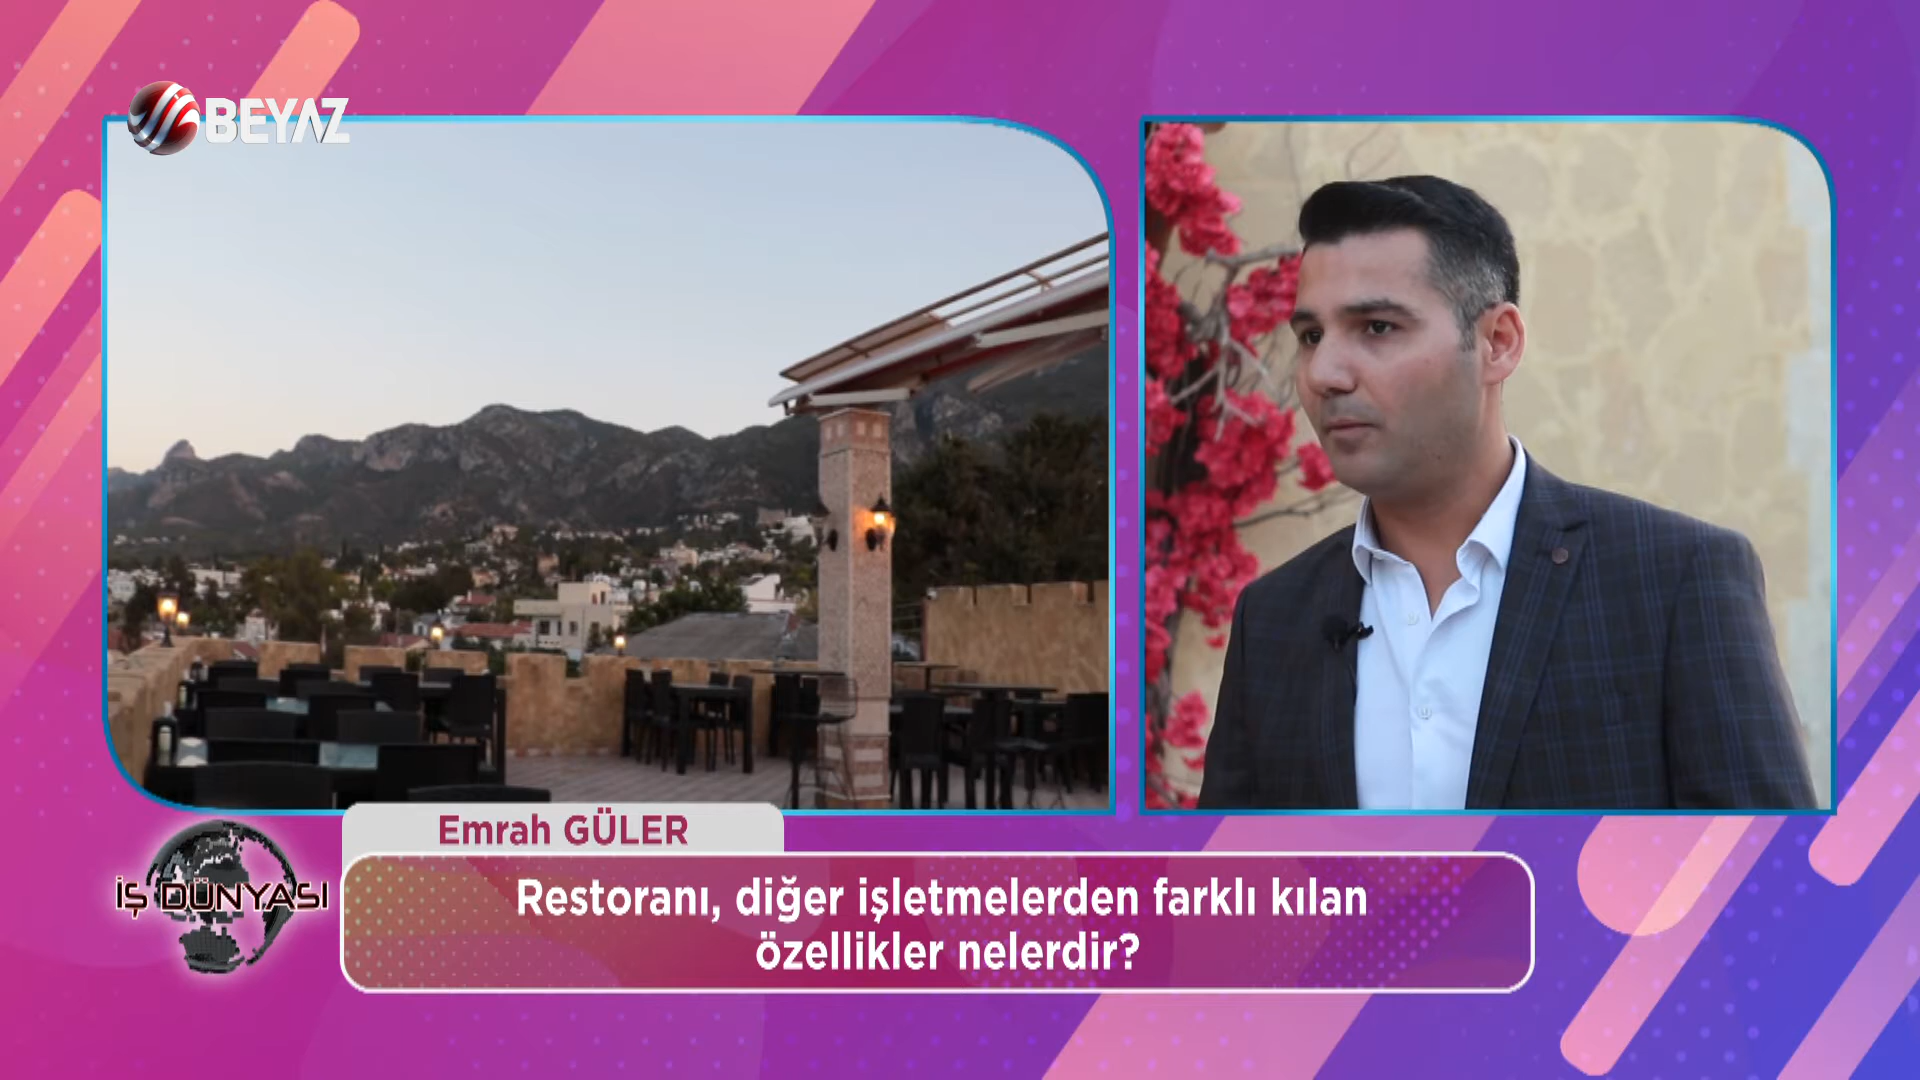 BEYAZ
Emrah GÜLER
İŞ DÜNYASI
Restoranı, diğer işletmelerden farklı kılan
özellikler nelerdir?